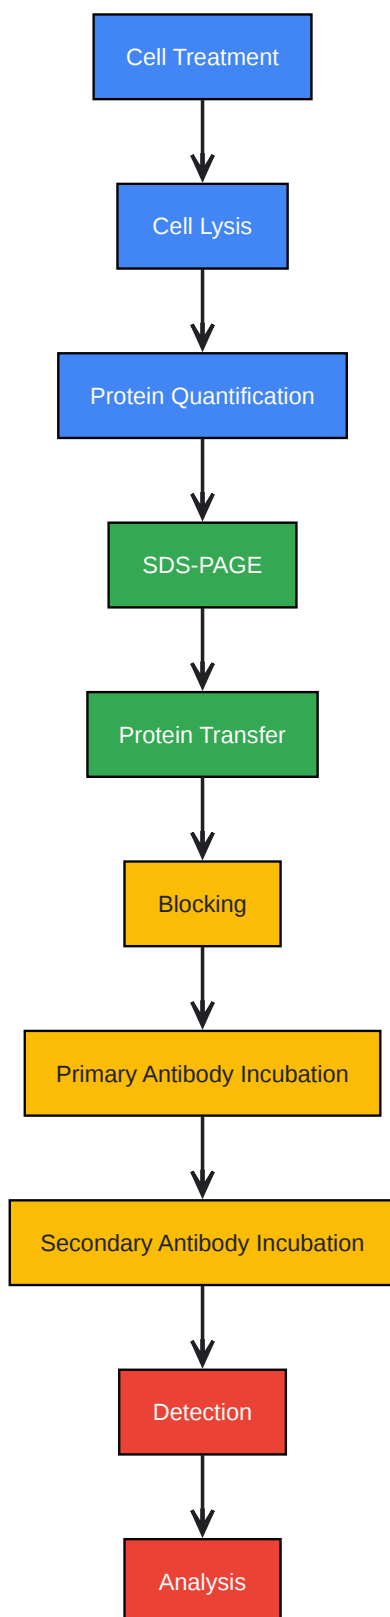 Cell Treatment
Cell Lysis
Protein Quantification
SDS-PAGE
Protein Transfer
Blocking
Primary Antibody Incubation
Secondary Antibody Incubation
Detection
Analysis